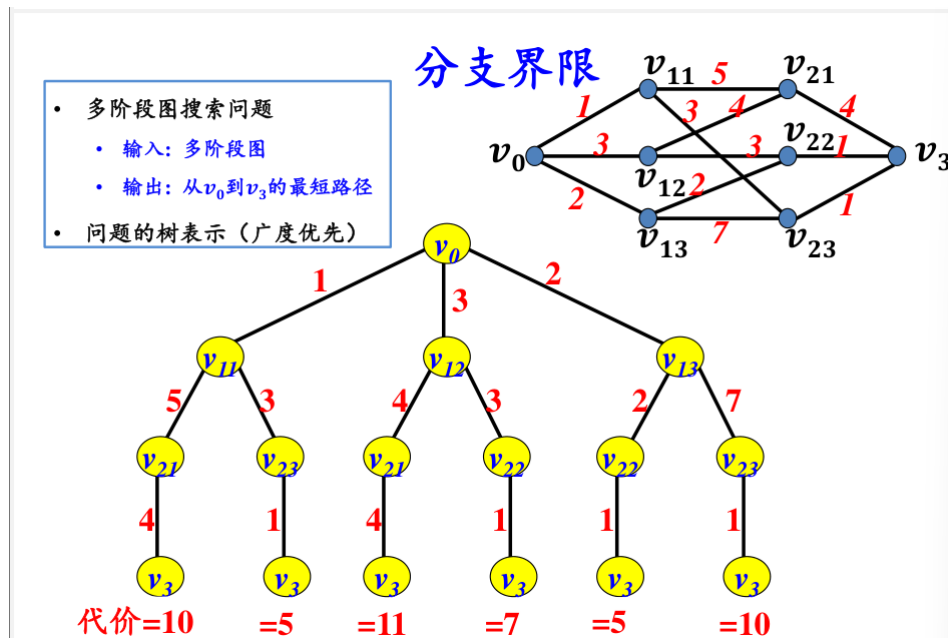 分支界限
• 多阶段图搜索问题
• 输入: 多阶段图
• 输出: 从v₀到v₃的最短路径
• 问题的树表示（广度优先）
v₁₁ 5 v₂₁
1 3 4 4
v₀ 3 3 v₂₂ 1 v₃
v₁₂ 2
2 1
v₁₃ 7 v₂₃
v₀
1 3 2
v₁₁ v₁₂ v₁₃
5 3 4 3 2 7
v₂₁ v₂₃ v₂₁ v₂₂ v₂₂ v₂₃
4 1 4 1 1 1
v₃ v₃ v₃ v₃ v₃ v₃
代价=10 =5 =11 =7 =5 =10